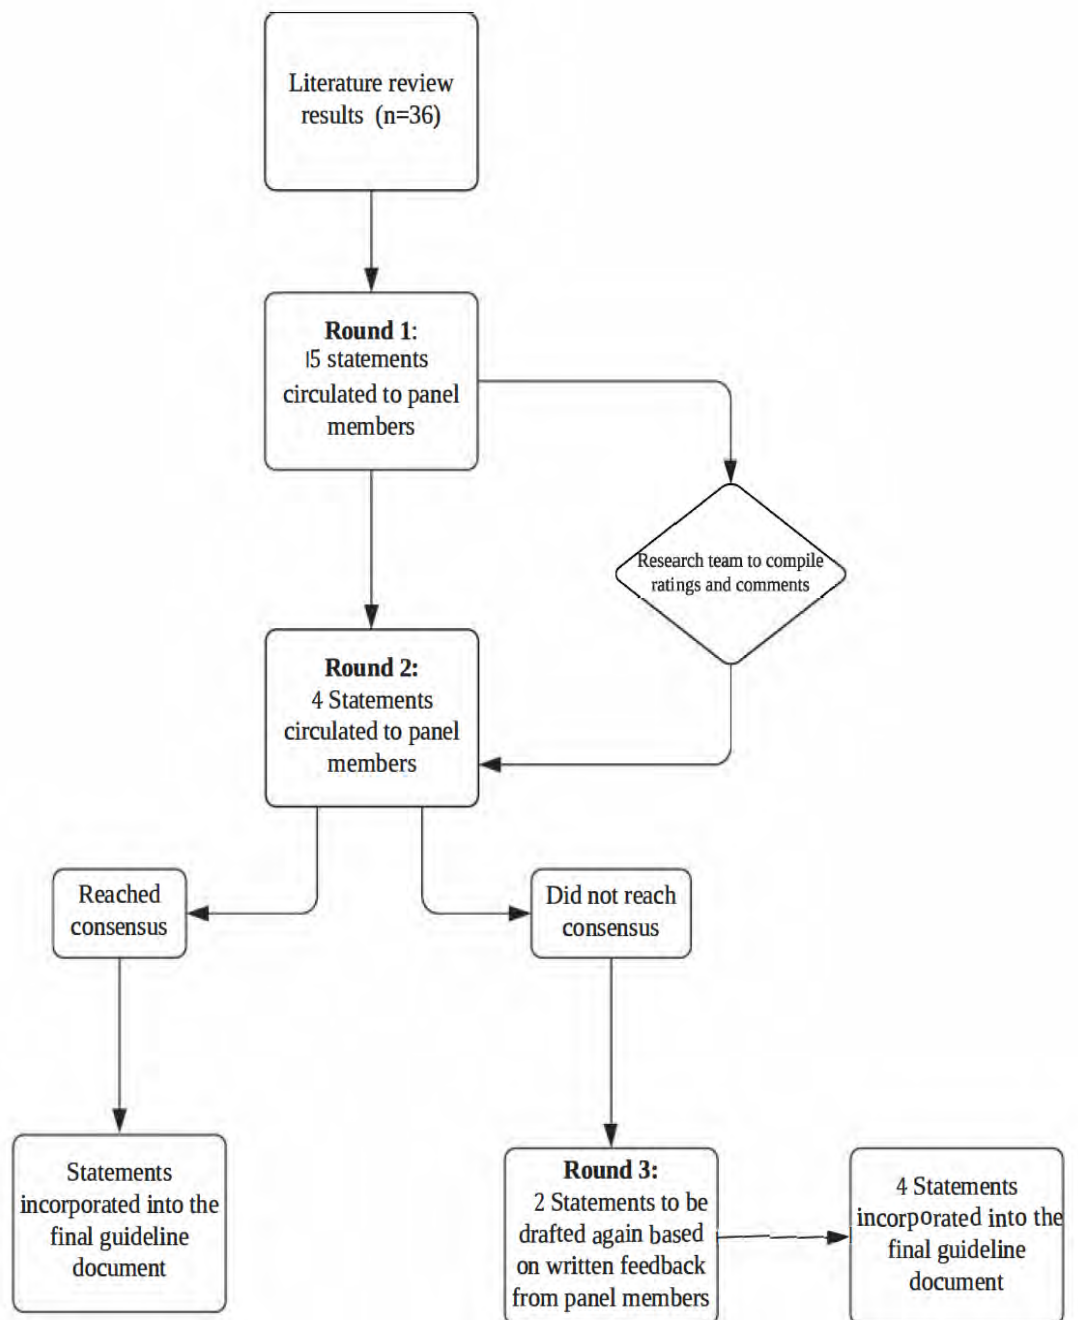 Literature review
results (n=36)
Round 1:
15 statements
circulated to panel
members
Research team to compile
ratings and comments
Round 2:
4 Statements
circulated to panel
members
Reached
consensus
Did not reach
consensus
Statements
incorporated into the
final guideline
document
Round 3:
2 Statements to be
drafted again based
on written feedback
from panel members
4 Statements
incorporated into the
final guideline
document